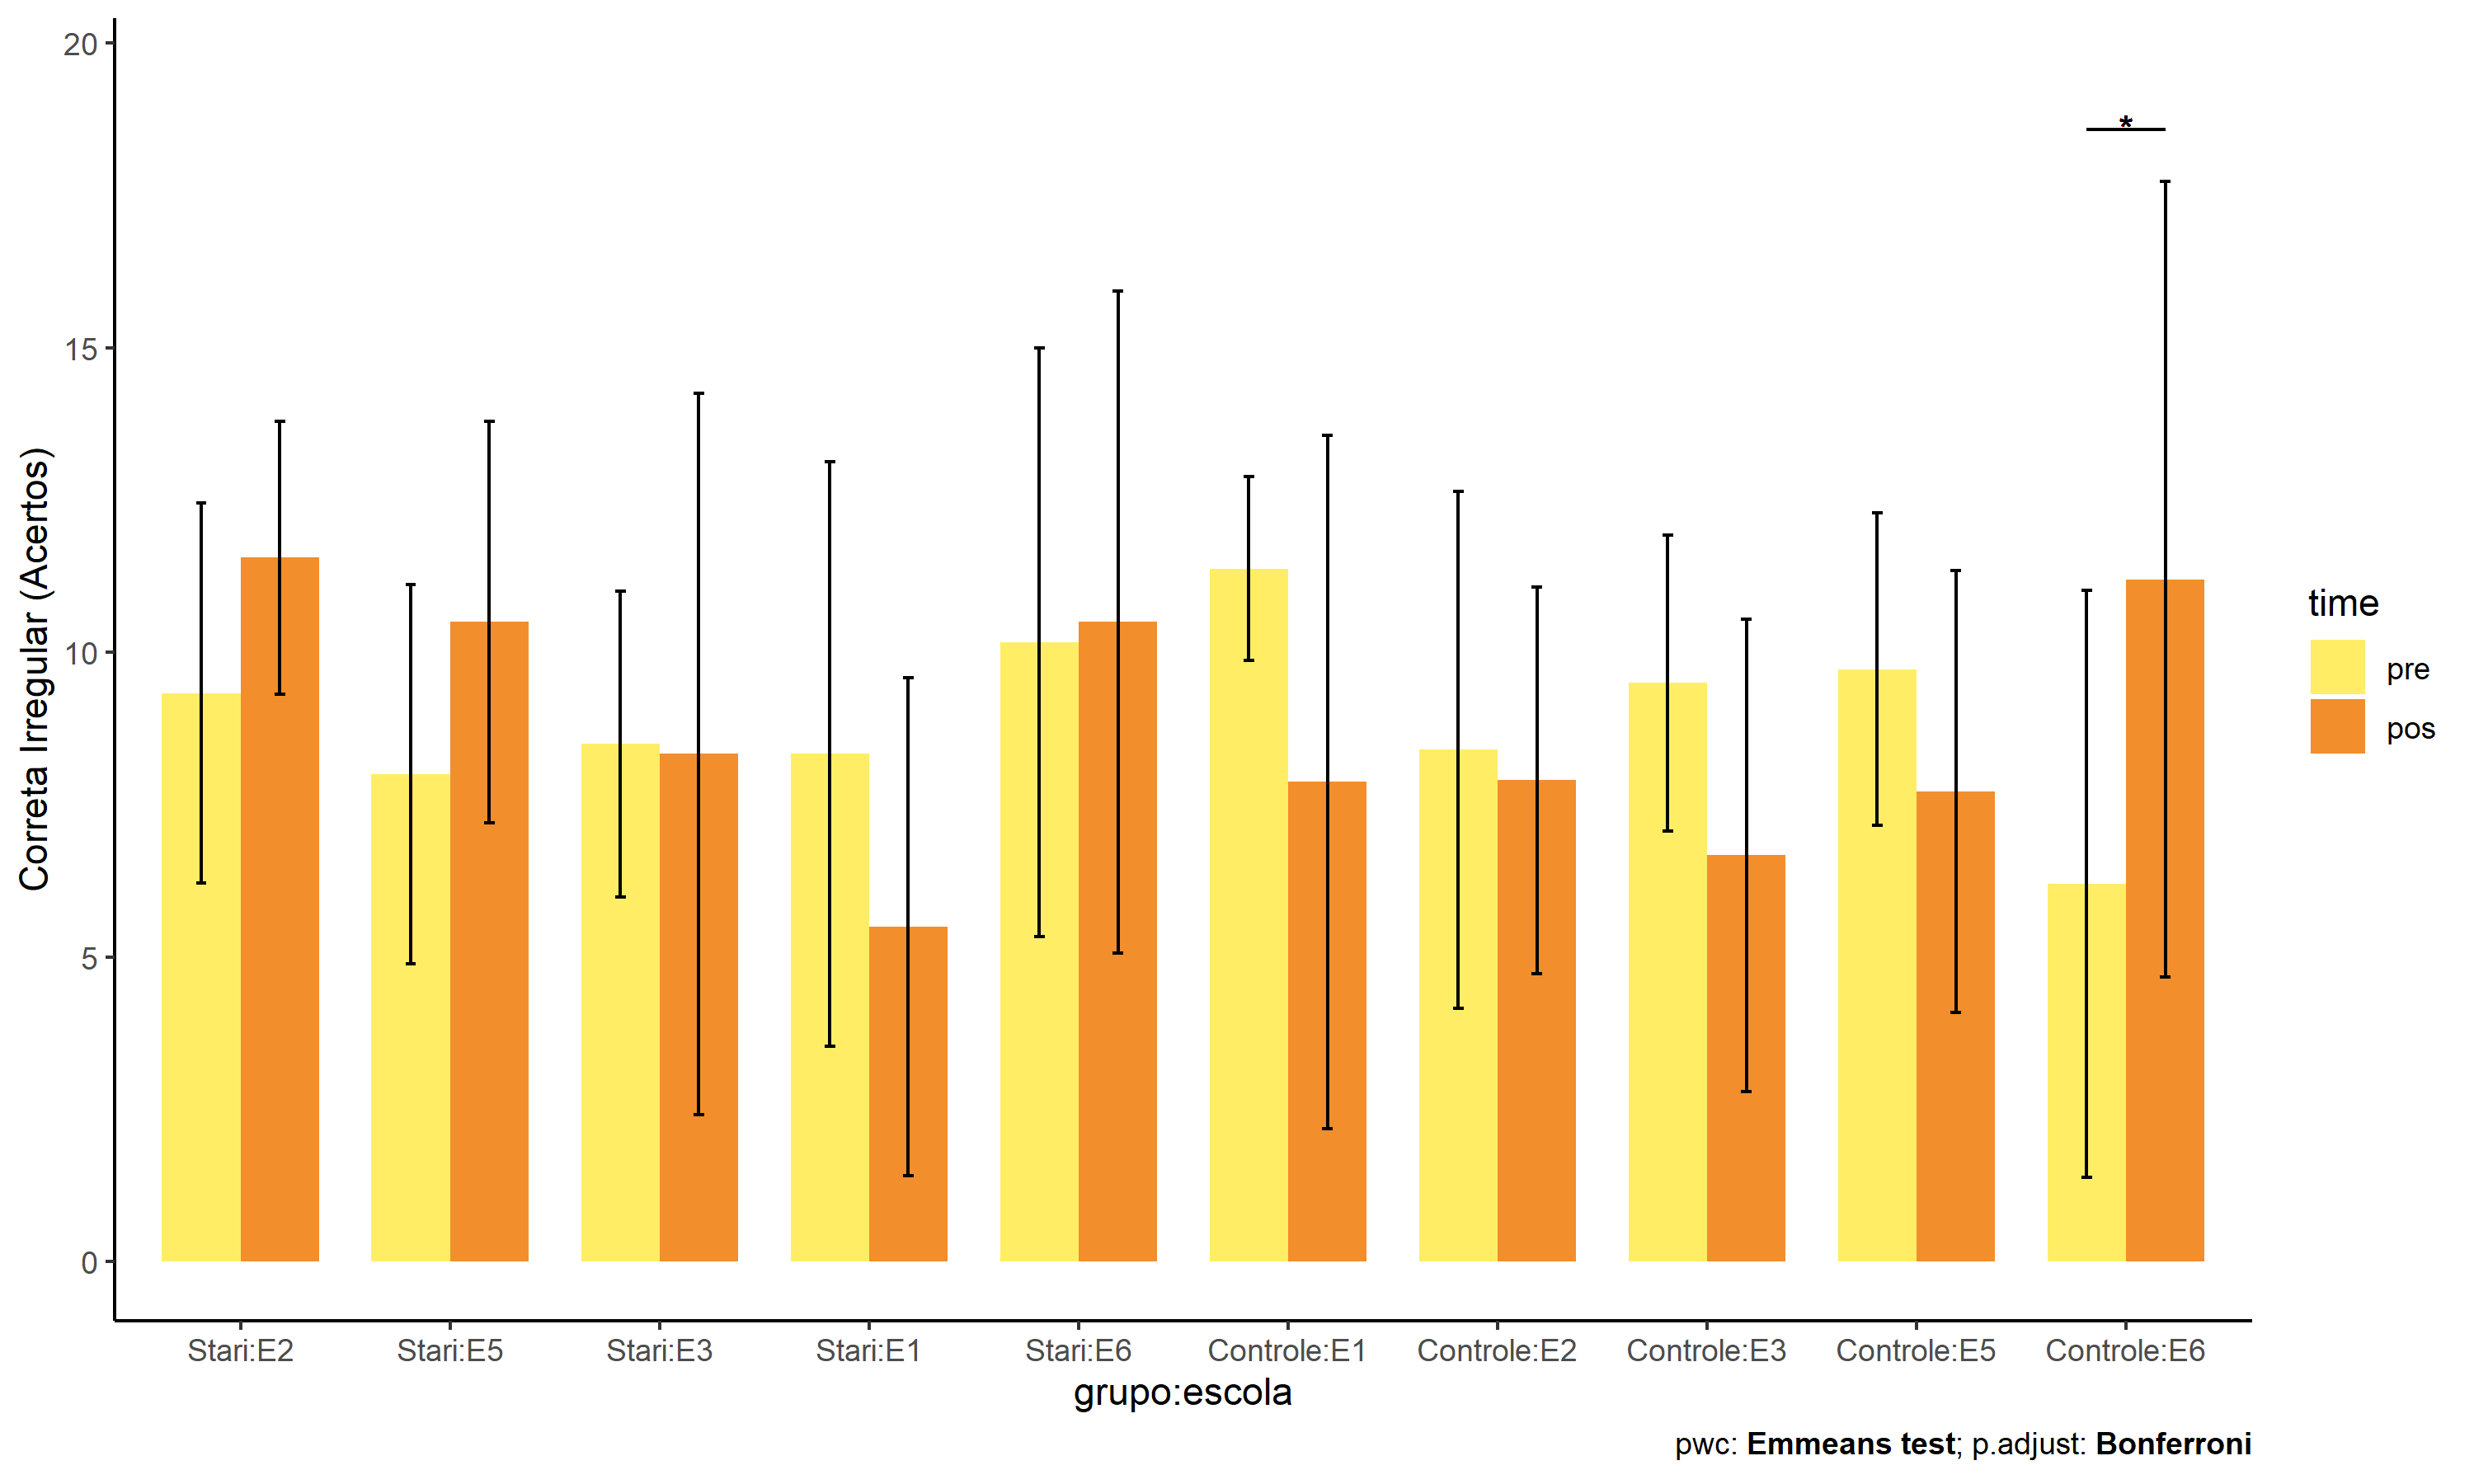 Correta Irregular (Acertos)
20
15
10
5
0
*
Stari:E2 Stari:E5 Stari:E3 Stari:E1 Stari:E6 Controle:E1 Controle:E2 Controle:E3 Controle:E5 Controle:E6
grupo:escola
time
pre
pos
pwc: Emmeans test; p.adjust: Bonferroni